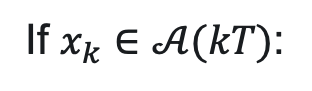 If 𝑥ₖ ∈ 𝒜(𝑘𝑇):